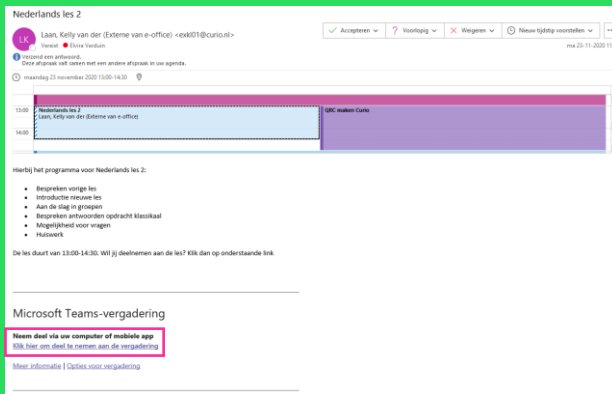 Nederlands les 2
LK
Laan, Kelly van der (Externe van e-office) <exkl01@curio.nl>
Vereist Elvira Verduin
Accepteren
? Voorlopig
Weigeren
Nieuw tijdstip voorstellen
ma 23-11-2020
Verzend een antwoord.
Deze afspraak valt samen met een andere afspraak in uw agenda.
maandag 23 november 2020 13:00-14:30
13:00
Nederlands les 2
Laan, Kelly van der (Externe van e-office)
QRC maken Curio
14:00
Hierbij het programma voor Nederlands les 2:
• Bespreken vorige les
• Introductie nieuwe les
• Aan de slag in groepen
• Bespreken antwoorden opdracht klassikaal
• Mogelijkheid voor vragen
• Huiswerk
De les duurt van 13:00-14:30. Wil jij deelnemen aan de les? Klik dan op onderstaande link
Microsoft Teams-vergadering
Neem deel via uw computer of mobiele app
Klik hier om deel te nemen aan de vergadering
Meer informatie | Opties voor vergadering